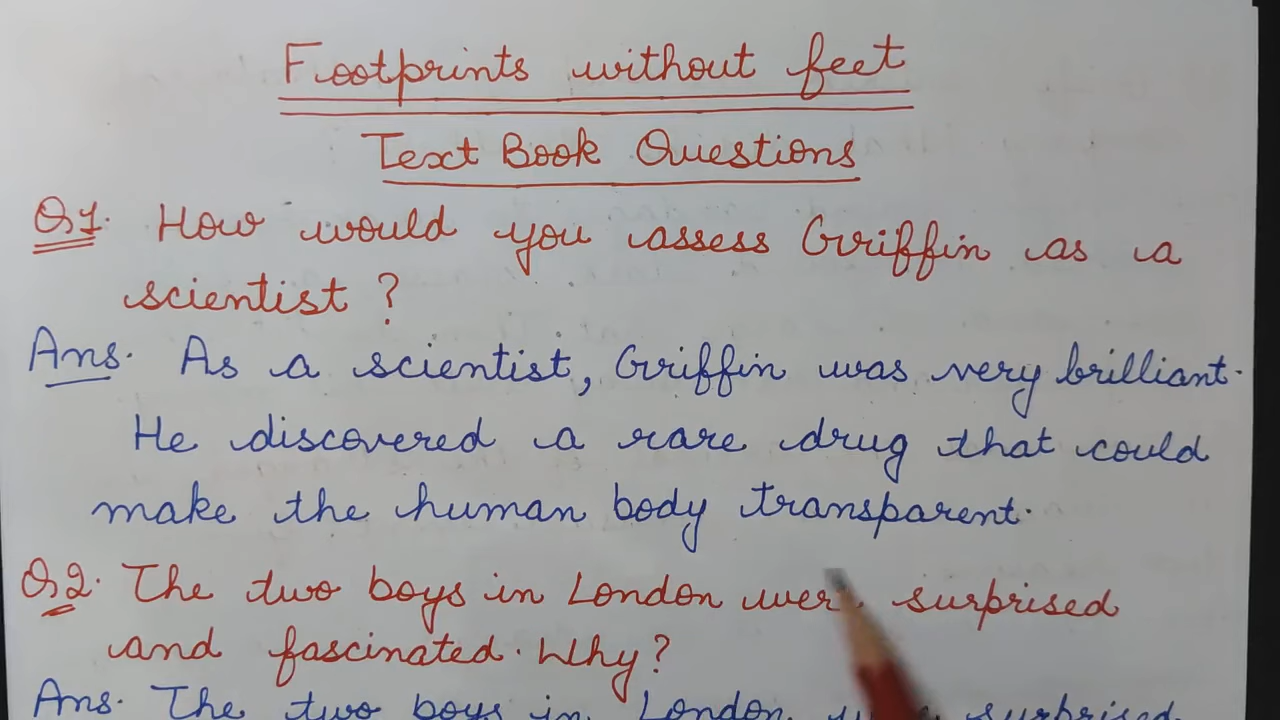 Footprints without feet
Text Book Questions
Q1. How would you assess Griffin as a
scientist?
Ans. As a scientist, Griffin was very brilliant.
He discovered a rare drug that could
make the human body transparent.
Q2. The two boys in London were surprised
and fascinated. Why?
Ans. The two boys in London surprised